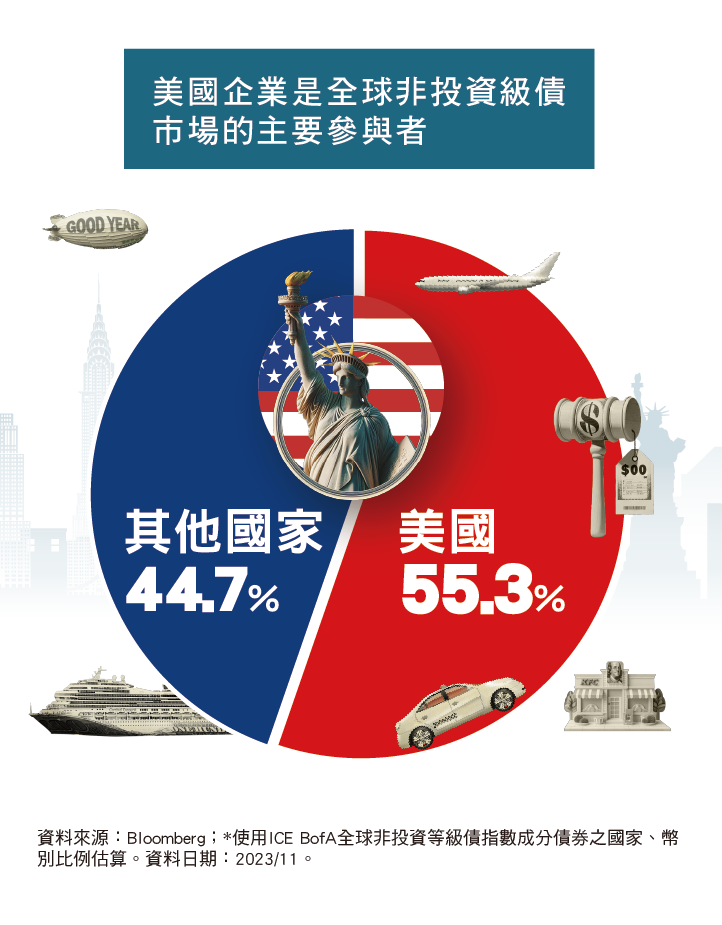 美國企業是全球非投資級債
市場的主要參與者
GOOD YEAR
$
$00
其他國家
44.7%
美國
55.3%
KFC
資料來源：Bloomberg；*使用ICE BofA全球非投資等級債指數成分債券之國家、幣
別比例估算。資料日期：2023/11。